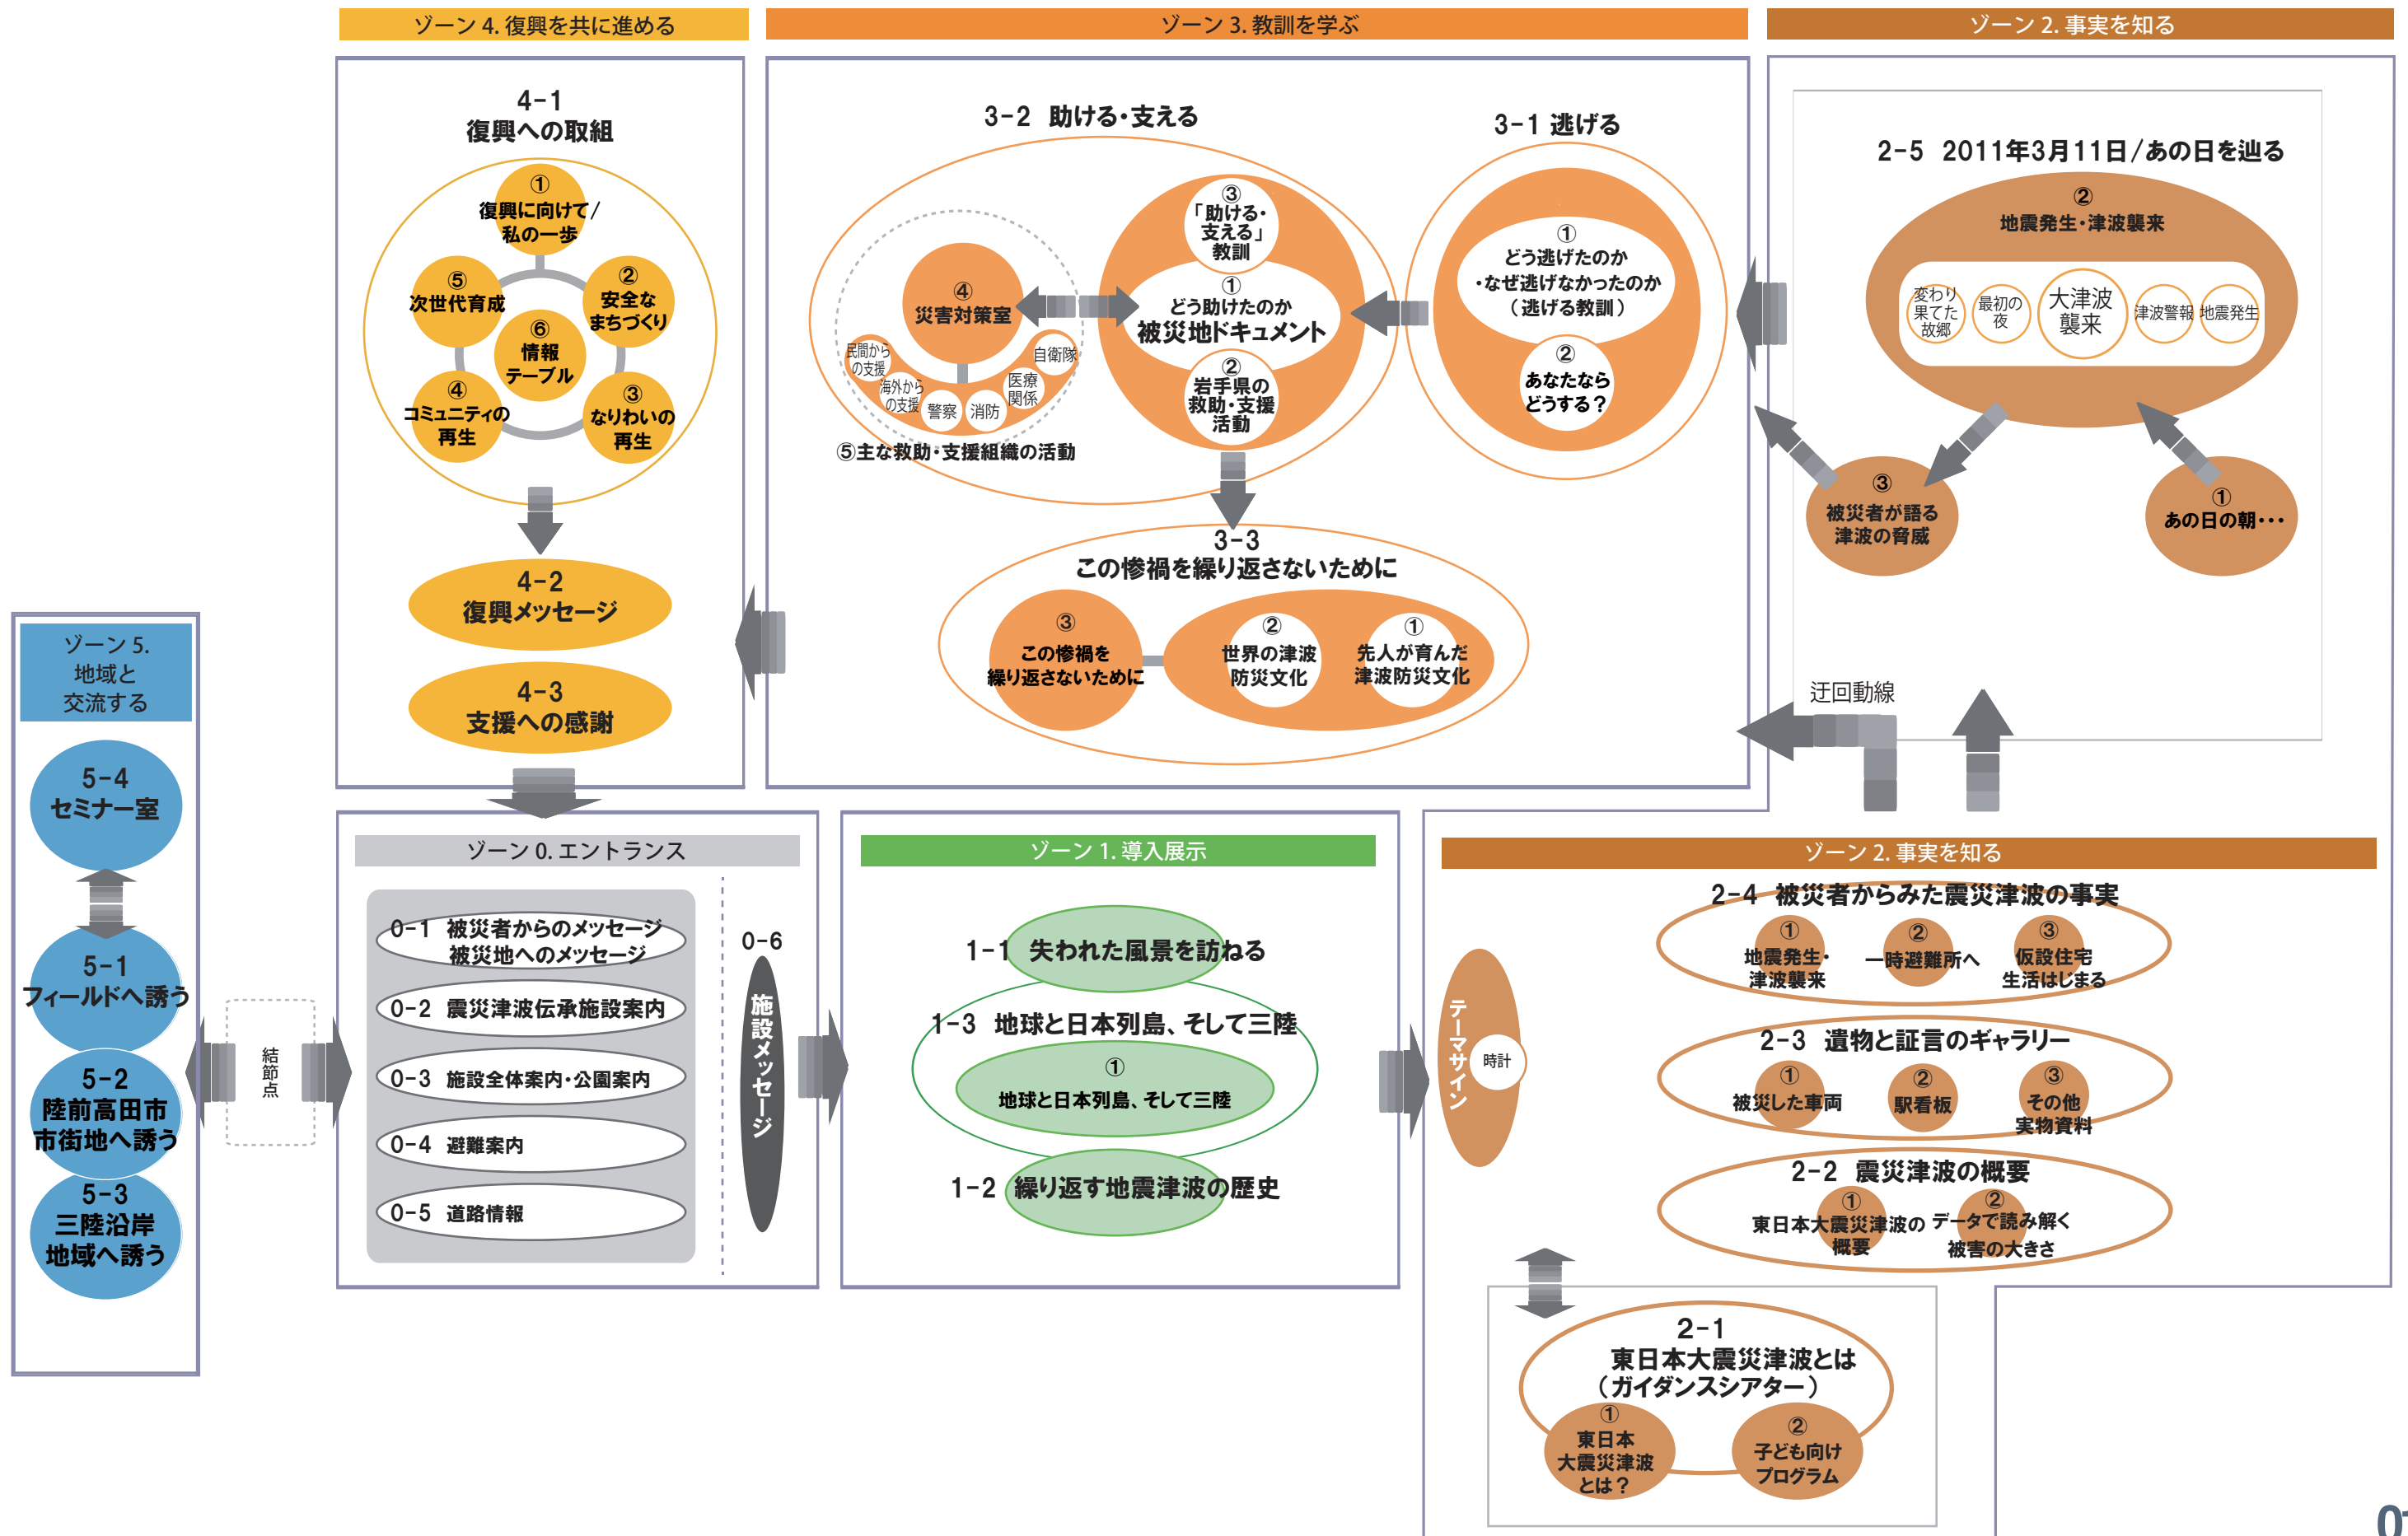 ゾーン 4. 復興を共に進める
ゾーン 3. 教訓を学ぶ
ゾーン 2. 事実を知る
4-1
復興への取組
①
復興に向けて/
私の一歩
②
安全な
まちづくり
③
なりわいの
再生
④
コミュニティの
再生
⑤
次世代育成
⑥
情報
テーブル
4-2
復興メッセージ
4-3
支援への感謝
3-2 助ける・支える
③
「助ける・
支える」
教訓
①
どう助けたのか
被災地ドキュメント
②
岩手県の
救助・支援
活動
④
災害対策室
民間から
の支援
海外から
の支援
警察
消防
医療
関係
自衛隊
⑤主な救助・支援組織の活動
3-1 逃げる
①
どう逃げたのか
・なぜ逃げなかったのか
(逃げる教訓)
②
あなたなら
どうする?
3-3
この惨禍を繰り返さないために
③
この惨禍を
繰り返さないために
②
世界の津波
防災文化
①
先人が育んだ
津波防災文化
2-5 2011年3月11日/あの日を辿る
②
地震発生・津波襲来
変わり
果てた
故郷
最初の
夜
大津波
襲来
津波警報
地震発生
③
被災者が語る
津波の脅威
①
あの日の朝・・・
迂回動線
ゾーン 5.
地域と
交流する
5-4
セミナー室
5-1
フィールドへ誘う
5-2
陸前高田市
市街地へ誘う
5-3
三陸沿岸
地域へ誘う
結節点
ゾーン 0. エントランス
0-1 被災者からのメッセージ
被災地へのメッセージ
0-2 震災津波伝承施設案内
0-3 施設全体案内・公園案内
0-4 避難案内
0-5 道路情報
0-6
施設メッセージ
ゾーン 1. 導入展示
1-1 失われた風景を訪ねる
1-3 地球と日本列島、そして三陸
①
地球と日本列島、そして三陸
1-2 繰り返す地震津波の歴史
ゾーン 2. 事実を知る
テーマサイン
時計
2-4 被災者からみた震災津波の事実
①
地震発生・
津波襲来
②
一時避難所へ
③
仮設住宅
生活はじまる
2-3 遺物と証言のギャラリー
①
被災した車両
②
駅看板
③
その他
実物資料
2-2 震災津波の概要
①
東日本大震災津波の
概要
②
データで読み解く
被害の大きさ
2-1
東日本大震災津波とは
(ガイダンスシアター)
①
東日本
大震災津波
とは?
②
子ども向け
プログラム